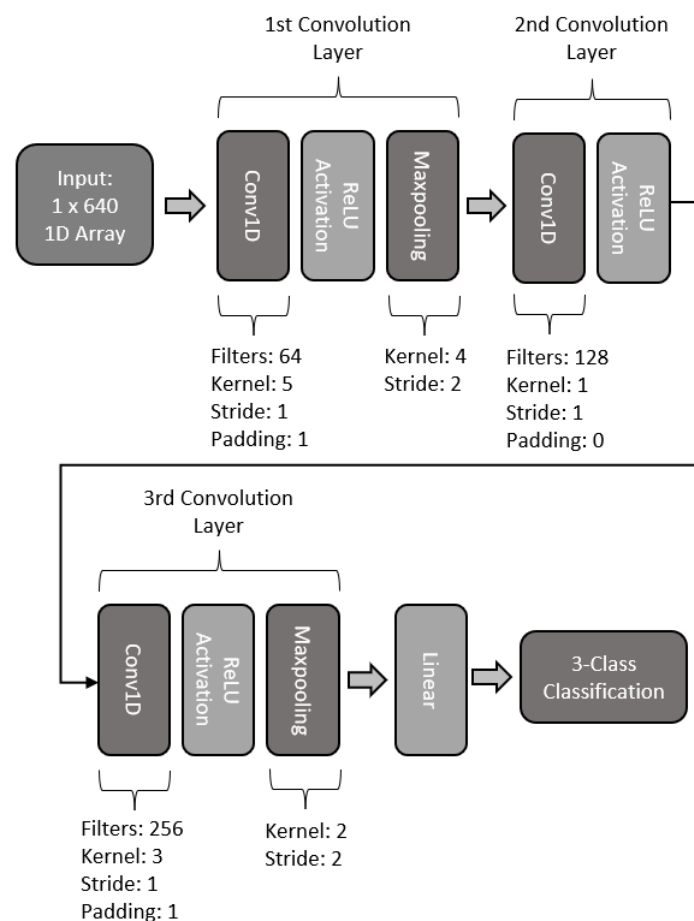 1st Convolution
Layer
2nd Convolution
Layer
Input:
1 x 640
1D Array
Conv1D
ReLU
Activation
Maxpooling
Conv1D
ReLU
Activation
Filters: 64
Kernel: 5
Stride: 1
Padding: 1
Kernel: 4
Stride: 2
Filters: 128
Kernel: 1
Stride: 1
Padding: 0
3rd Convolution
Layer
Conv1D
ReLU
Activation
Maxpooling
Linear
3-Class
Classification
Filters: 256
Kernel: 3
Stride: 1
Padding: 1
Kernel: 2
Stride: 2